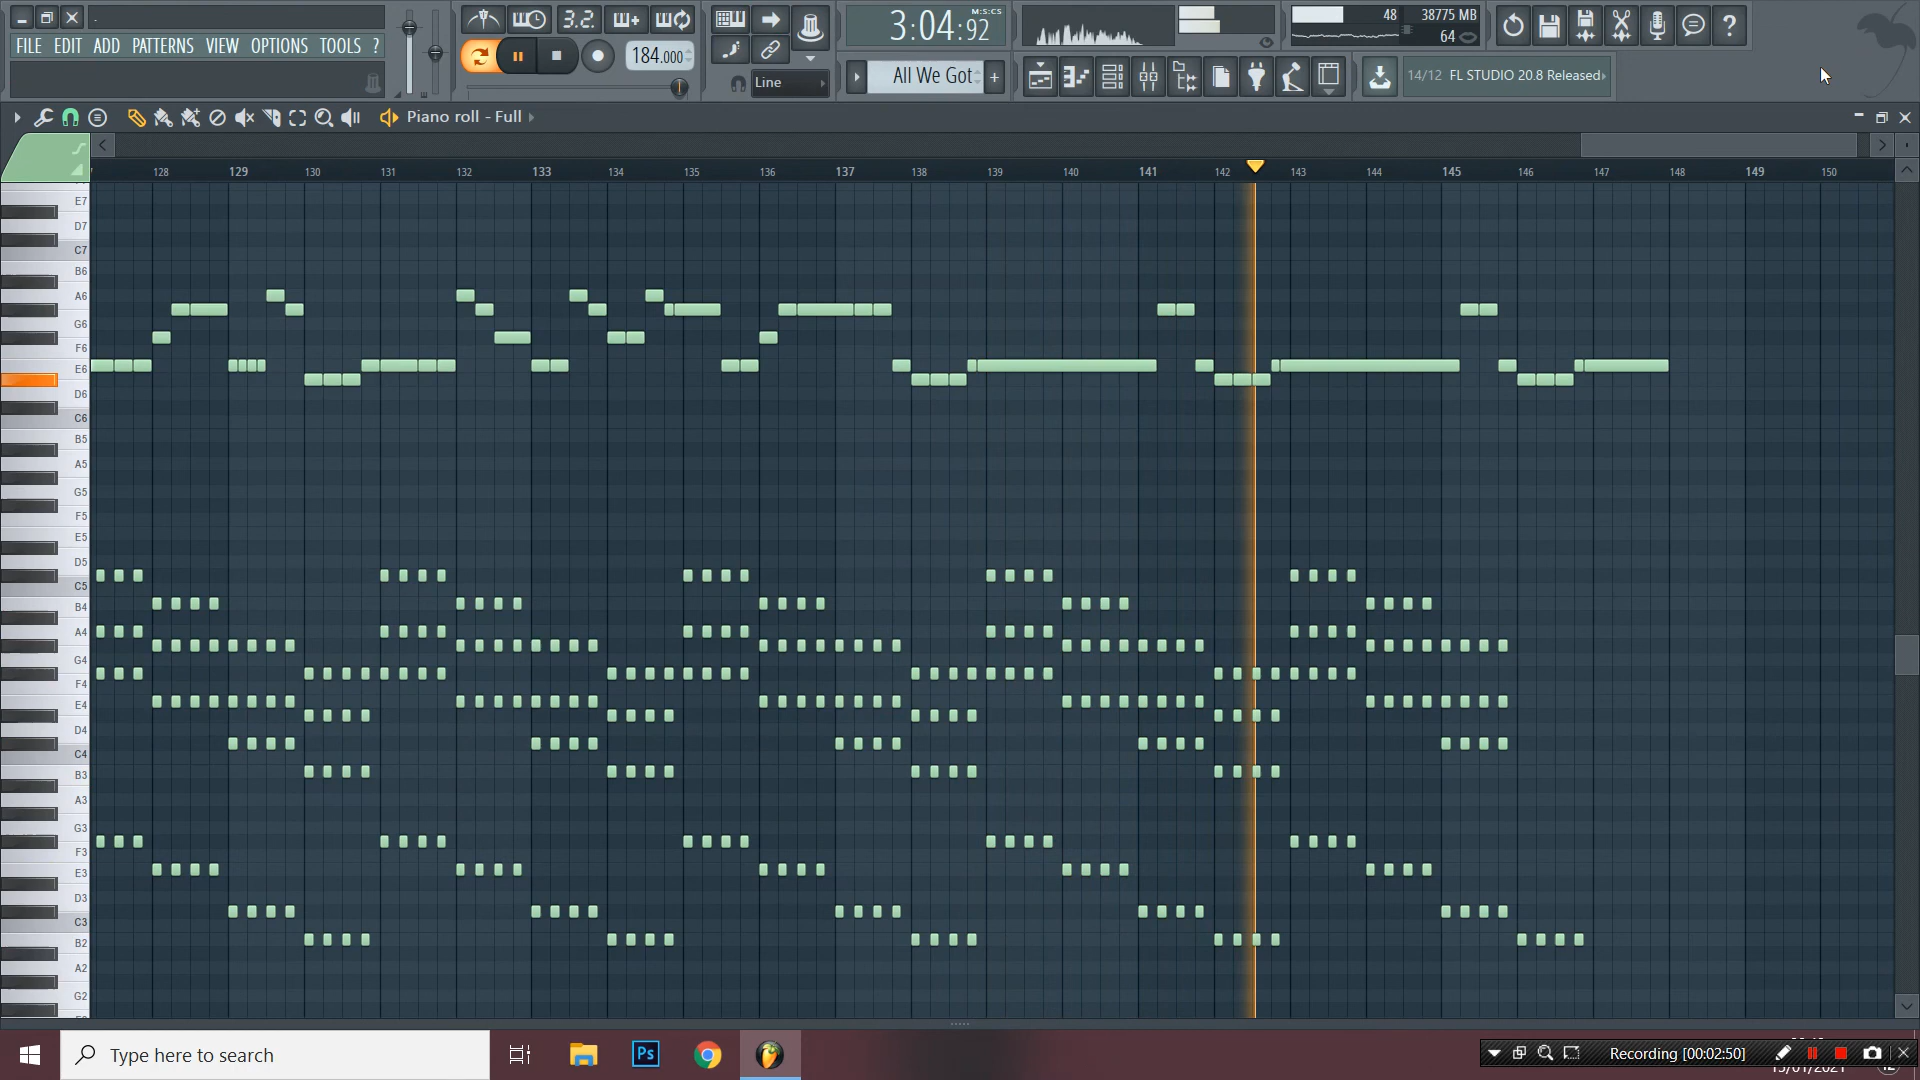 .
3:04:92
M:S:CS
48
38775 MB
64
FILE EDIT ADD PATTERNS VIEW OPTIONS TOOLS ?
3.2.
184.000
Line
All We Got
+
14/12 FL STUDIO 20.8 Released
Piano roll - Full
128 129 130 131 132 133 134 135 136 137 138 139 140 141 142 143 144 145 146 147 148 149 150
E7
D7
C7
B6
A6
G6
F6
E6
D6
C6
B5
A5
G5
F5
E5
D5
C5
B4
A4
G4
F4
E4
D4
C4
B3
A3
G3
F3
E3
D3
C3
B2
A2
G2
Type here to search
Ps
Recording [00:02:50]